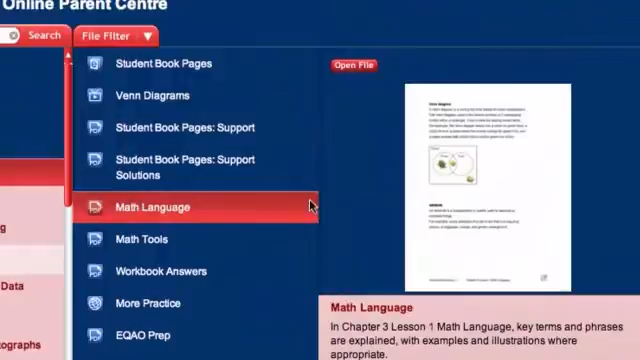 Online Parent Centre
Search
File Filter
Student Book Pages
Open File
Venn Diagrams
Student Book Pages: Support
Student Book Pages: Support
Solutions
Math Language
Math Tools
Workbook Answers
Data
More Practice
Math Language
In Chapter 3 Lesson 1 Math Language, key terms and phrases
are explained, with examples and illustrations where
appropriate.
EQAO Prep